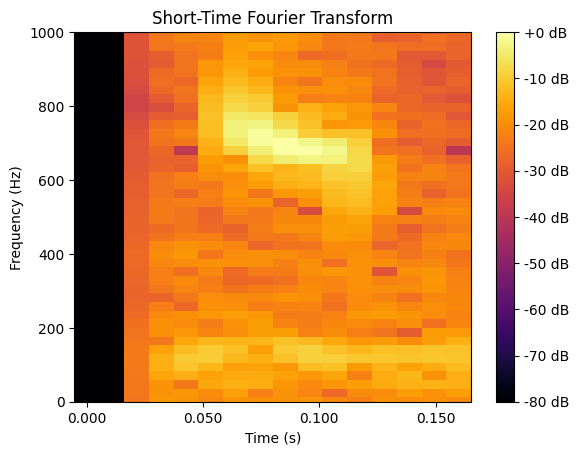 Short-Time Fourier Transform
1000
800
600
400
200
0
Frequency (Hz)
0.000
0.050
0.100
0.150
Time (s)
+0 dB
-10 dB
-20 dB
-30 dB
-40 dB
-50 dB
-60 dB
-70 dB
-80 dB